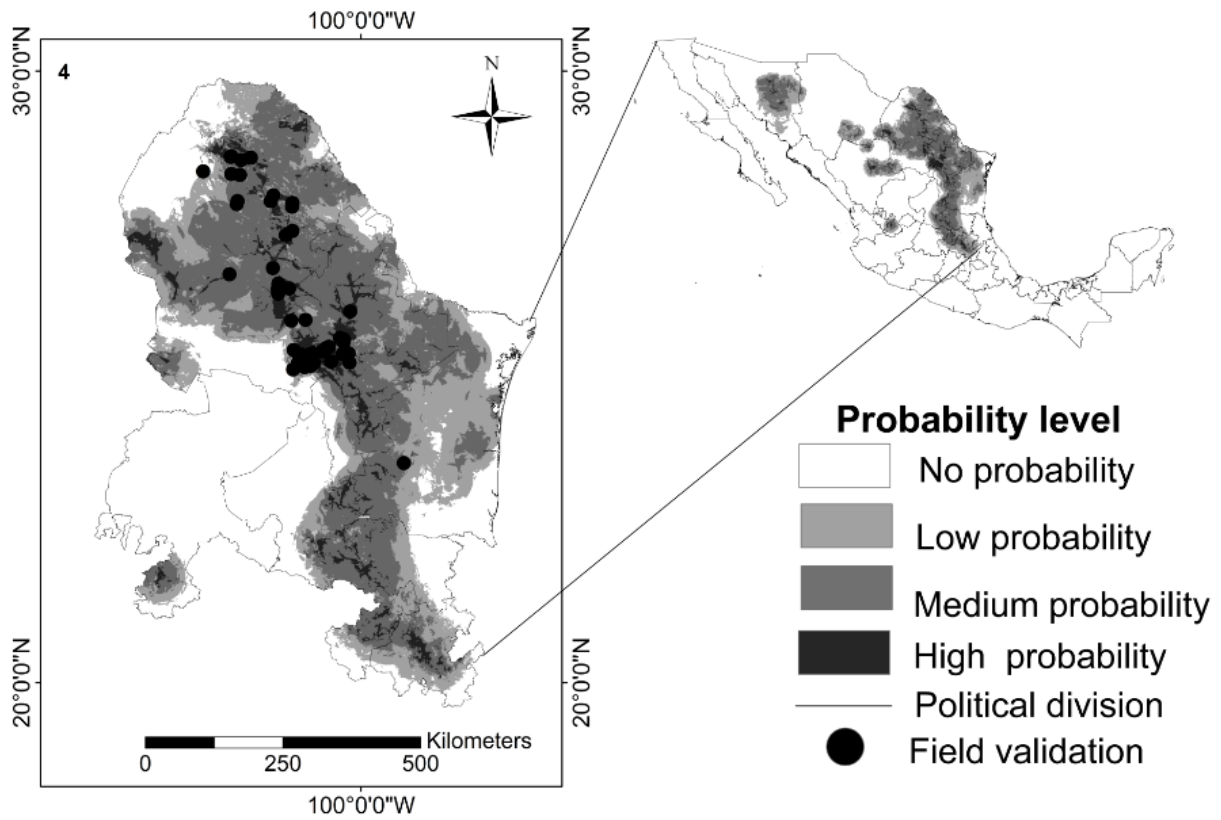 100°0'0"W
30°0'0"N
4
N
30°0'0"N
20°0'0"N
20°0'0"N
Kilometers
0 250 500
100°0'0"W
Probability level
No probability
Low probability
Medium probability
High probability
Political division
Field validation